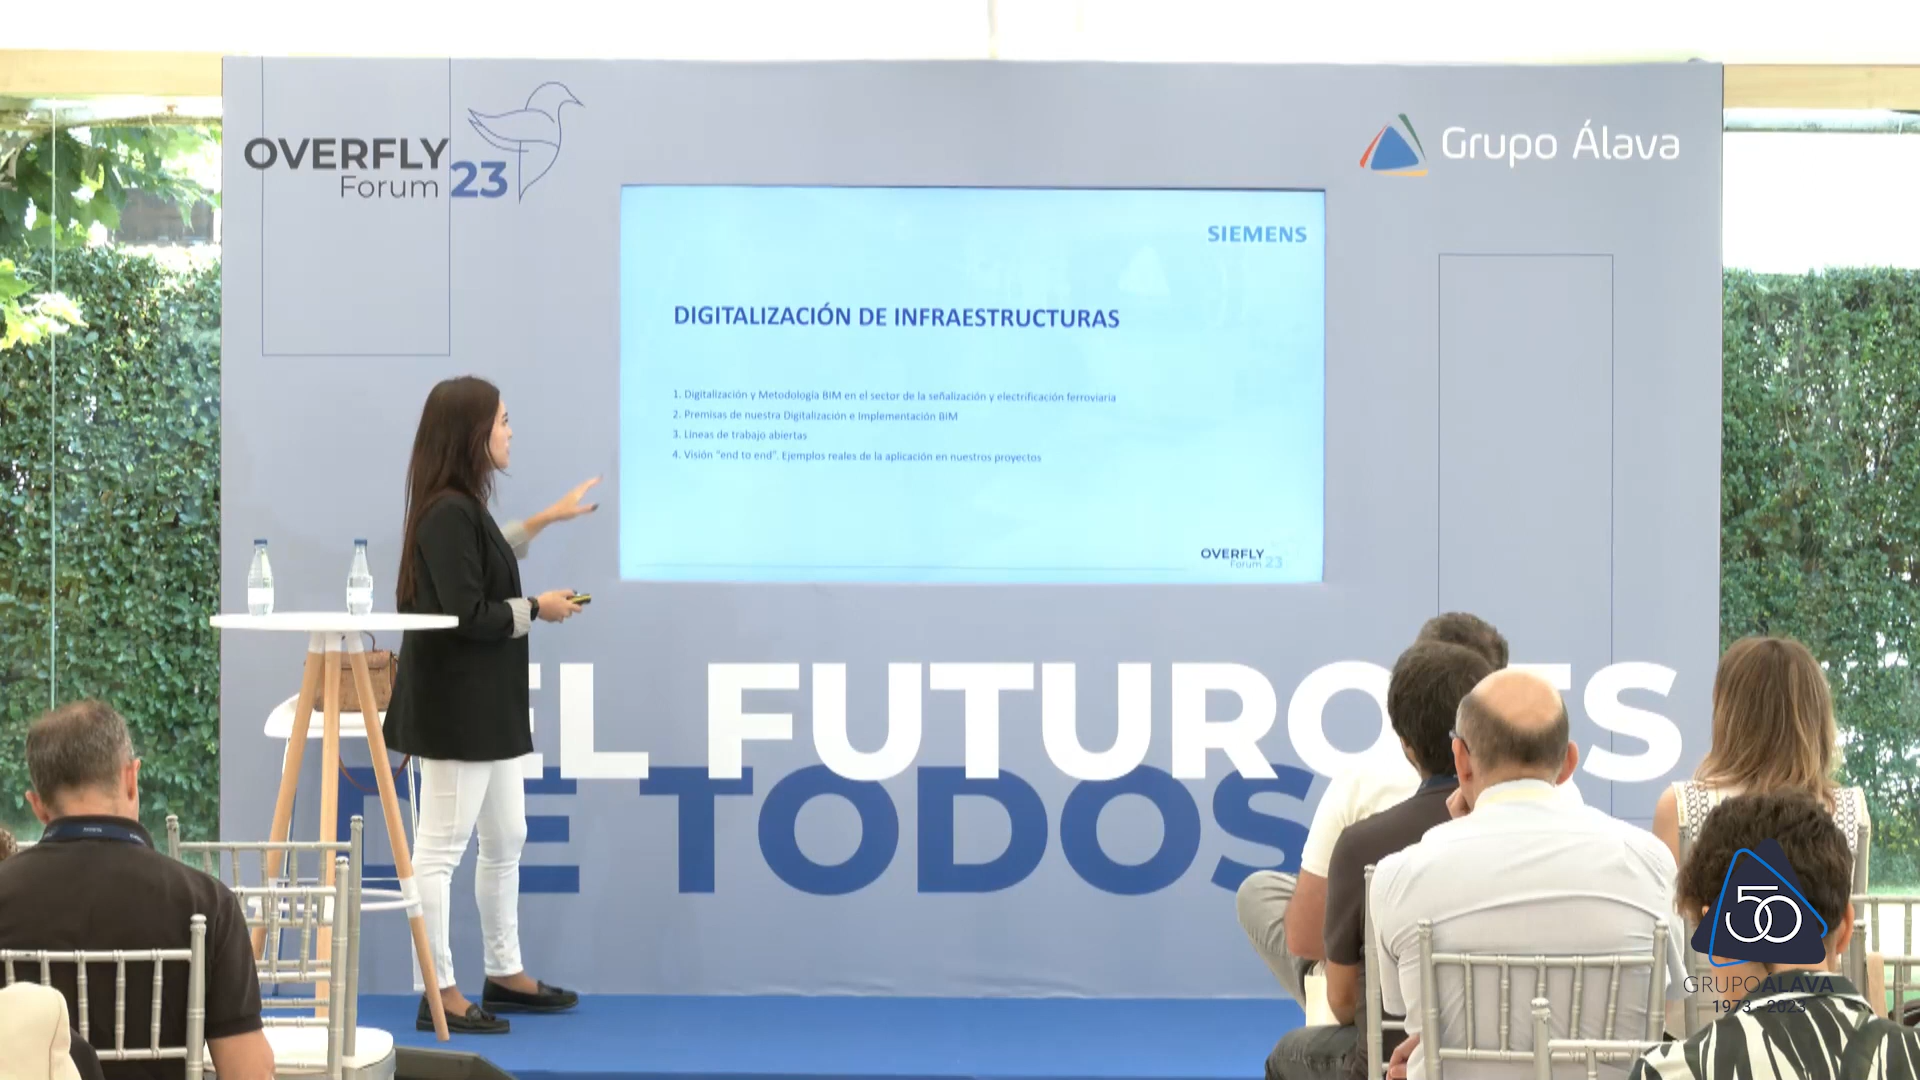 OVERFLY
Forum 23
Grupo Álava
SIEMENS
DIGITALIZACIÓN DE INFRAESTRUCTURAS
1. Digitalización y Metodología BIM en el sector de la señalización y electrificación ferroviaria
2. Premisas de nuestra Digitalización e Implementación BIM
3. Líneas de trabajo abiertas
4. Visión "end to end". Ejemplos reales de la aplicación en nuestros proyectos
OVERFLY
Forum 23
EL FUTURO ES
DE TODOS
50
GRUPOÁLAVA
1973 - 2023